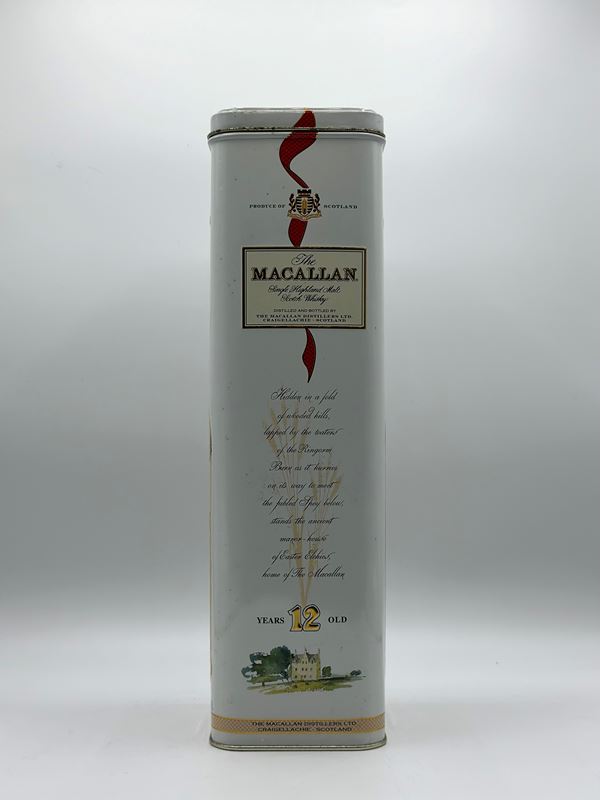 PRODUCE OF SCOTLAND
The
MACALLAN
Single Highland Malt
Scotch Whisky
DISTILLED AND BOTTLED BY
THE MACALLAN DISTILLERS LTD.
CRAIGELLACHIE - SCOTLAND
Hidden in a fold
of wooded hills,
lapped by the waters
of the Ringorm
Burn as it hurries
on its way to meet
the fabled Spey below,
stands the ancient
manor-house
of Easter Elchies,
home of The Macallan
YEARS 12 OLD
THE MACALLAN DISTILLERS LTD
CRAIGELLACHIE - SCOTLAND